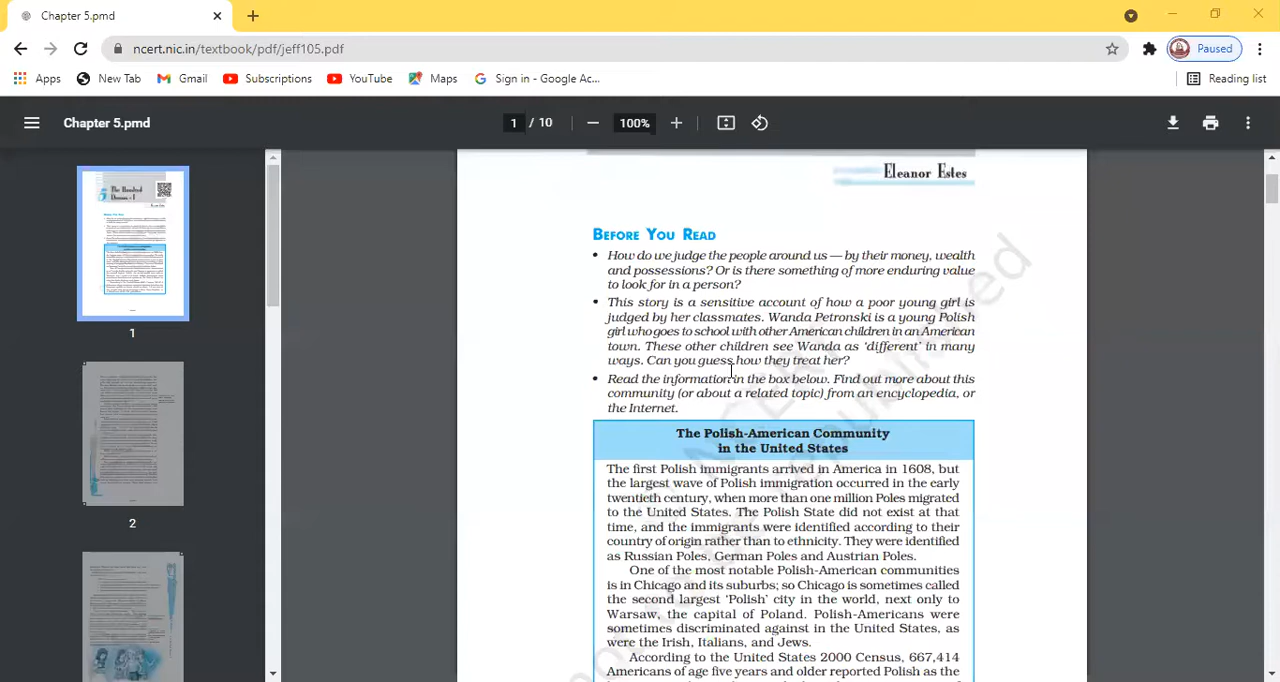 Chapter 5.pmd
ncert.nic.in/textbook/pdf/jeff105.pdf
Paused
Apps New Tab Gmail Subscriptions YouTube Maps Sign in - Google Ac... Reading list
Chapter 5.pmd 1 / 10 100%
5 The Hundred
Dresses – I
1
2
Eleanor Estes
BEFORE YOU READ
• How do we judge the people around us — by their money, wealth
and possessions? Or is there something of more enduring value
to look for in a person?
• This story is a sensitive account of how a poor young girl is
judged by her classmates. Wanda Petronski is a young Polish
girl who goes to school with other American children in an American
town. These other children see Wanda as 'different' in many
ways. Can you guess how they treat her?
• Read the information in the box below. Find out more about this
community (or about a related topic) from an encyclopedia, or
the Internet.
The Polish-American Community
in the United States
The first Polish immigrants arrived in America in 1608, but
the largest wave of Polish immigration occurred in the early
twentieth century, when more than one million Poles migrated
to the United States. The Polish State did not exist at that
time, and the immigrants were identified according to their
country of origin rather than to ethnicity. They were identified
as Russian Poles, German Poles and Austrian Poles.
One of the most notable Polish-American communities
is in Chicago and its suburbs; so Chicago is sometimes called
the second largest 'Polish' city in the world, next only to
Warsaw, the capital of Poland. Polish-Americans were
sometimes discriminated against in the United States, as
were the Irish, Italians, and Jews.
According to the United States 2000 Census, 667,414
Americans of age five years and older reported Polish as the